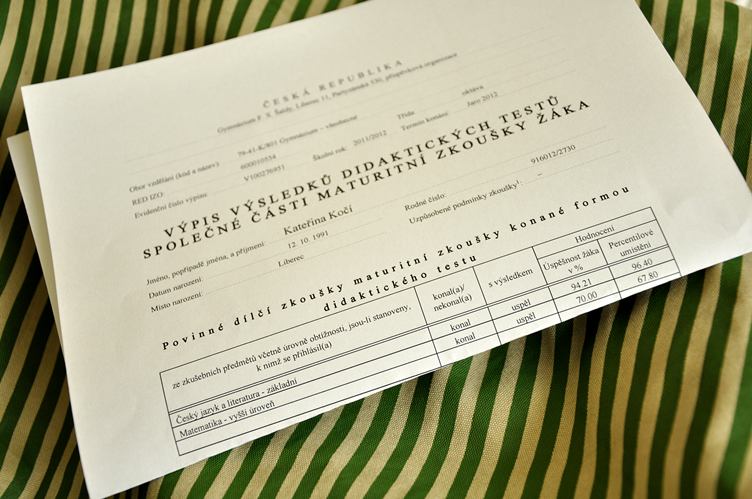 ČESKÁ REPUBLIKA
Gymnázium F. X. Šaldy, Liberec 11, Partyzánská 530, příspěvková organizace
Obor vzdělání (kód a název): 79-41-K/801 Gymnázium – všeobecné Třída oktáva
RED IZO: 600010554 Školní rok: 2011/2012 Termín konání: Jaro 2012
Evidenční číslo výpisu: V100276951
VÝPIS VÝSLEDKŮ DIDAKTICKÝCH TESTŮ
SPOLEČNÉ ČÁSTI MATURITNÍ ZKOUŠKY ŽÁKA
Jméno, popřípadě jména, a příjmení: Kateřina Kočí Rodné číslo: 916012/2730
Datum narození: 12. 10. 1991 Uzpůsobené podmínky zkoušky¹: –
Místo narození: Liberec
Povinné dílčí zkoušky maturitní zkoušky konané formou
didaktického testu
ze zkušebních předmětů včetně úrovně obtížnosti, jsou-li stanoveny,
k nimž se přihlásil(a)
konal(a)/
nekonal(a)
s výsledkem
Hodnocení
Úspěšnost žáka
v %
Percentilové
umístění
Český jazyk a literatura - základní konal uspěl 94.21 96.40
Matematika - vyšší úroveň konal uspěl 70.00 67.80